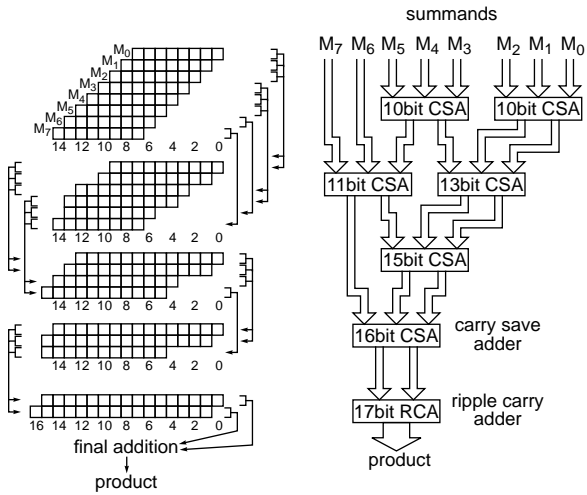 summands
M0
M1
M2
M3
M4
M5
M6
M7
14 12 10 8 6 4 2 0
14 12 10 8 6 4 2 0
14 12 10 8 6 4 2 0
14 12 10 8 6 4 2 0
16 14 12 10 8 6 4 2 0
final addition
product
M7 M6 M5 M4 M3 M2 M1 M0
10bit CSA 10bit CSA
11bit CSA 13bit CSA
15bit CSA
16bit CSA
carry save
adder
17bit RCA
ripple carry
adder
product